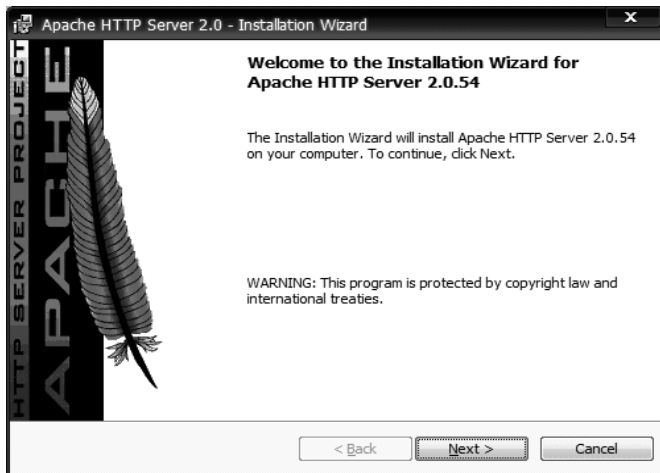 Apache HTTP Server 2.0 - Installation Wizard
X
HTTP SERVER PROJECT
APACHE
Welcome to the Installation Wizard for
Apache HTTP Server 2.0.54
The Installation Wizard will install Apache HTTP Server 2.0.54
on your computer. To continue, click Next.
WARNING: This program is protected by copyright law and
international treaties.
< Back
Next >
Cancel